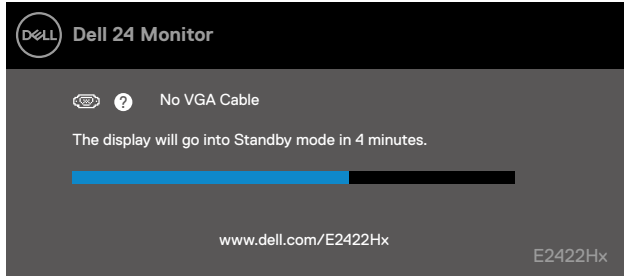 DELL Dell 24 Monitor
? No VGA Cable
The display will go into Standby mode in 4 minutes.
www.dell.com/E2422Hx
E2422Hx